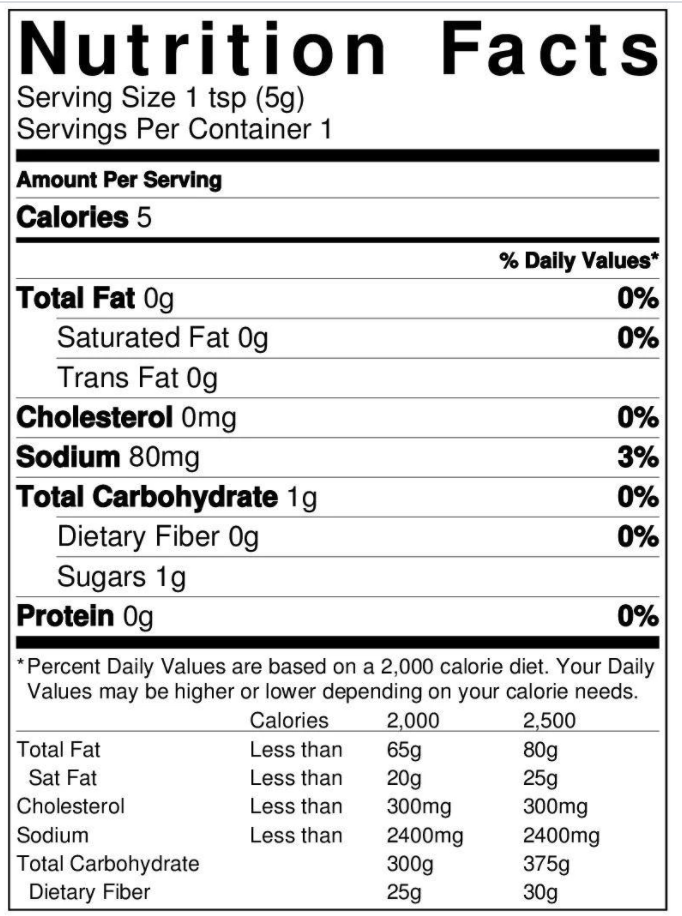 Nutrition Facts
Serving Size 1 tsp (5g)
Servings Per Container 1
Amount Per Serving
Calories 5
% Daily Values*
Total Fat 0g 0%
Saturated Fat 0g 0%
Trans Fat 0g
Cholesterol 0mg 0%
Sodium 80mg 3%
Total Carbohydrate 1g 0%
Dietary Fiber 0g 0%
Sugars 1g
Protein 0g 0%
*Percent Daily Values are based on a 2,000 calorie diet. Your Daily
Values may be higher or lower depending on your calorie needs.
Calories 2,000 2,500
Total Fat Less than 65g 80g
Sat Fat Less than 20g 25g
Cholesterol Less than 300mg 300mg
Sodium Less than 2400mg 2400mg
Total Carbohydrate 300g 375g
Dietary Fiber 25g 30g